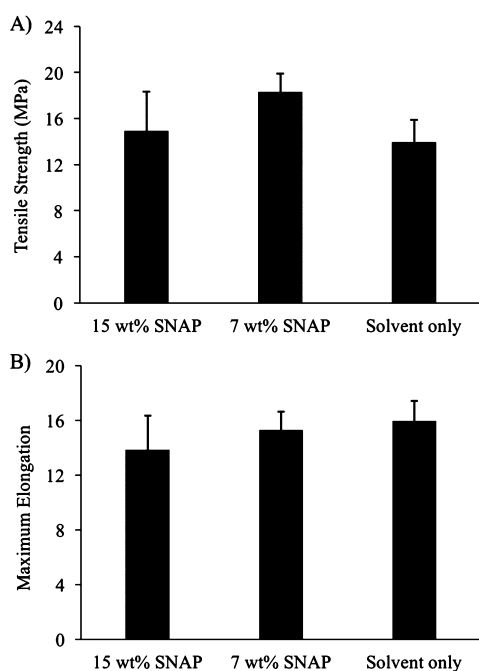 A)
Tensile Strength (MPa)
24
20
16
12
8
4
0
15 wt% SNAP 7 wt% SNAP Solvent only
B)
Maximum Elongation
20
16
12
8
4
0
15 wt% SNAP 7 wt% SNAP Solvent only